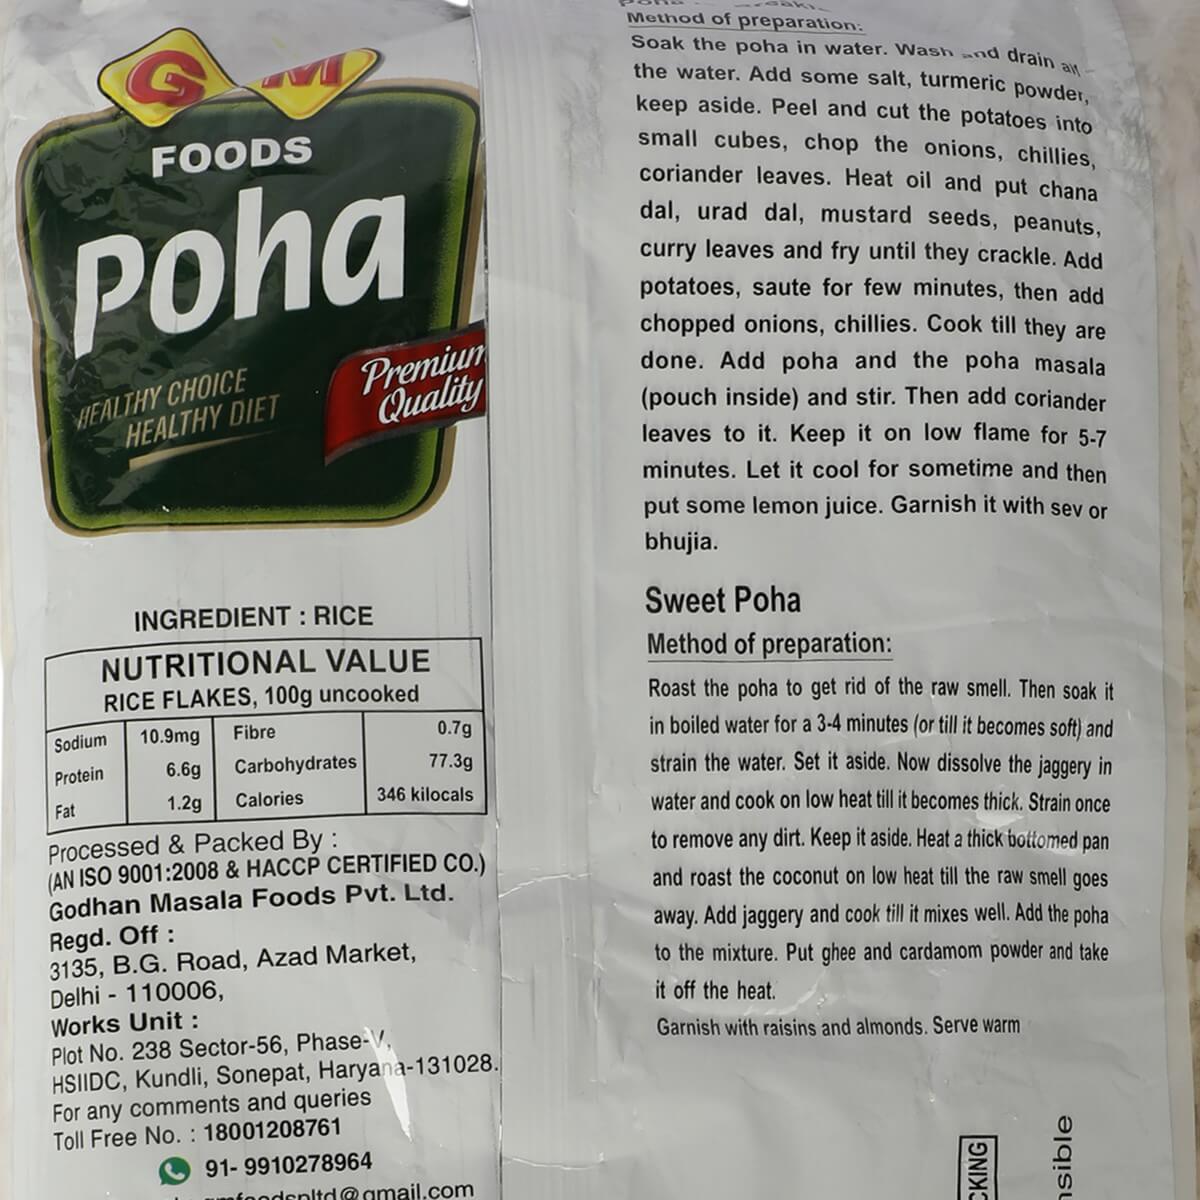 GM
FOODS
Poha
HEALTHY CHOICE
HEALTHY DIET
Premium
Quality
INGREDIENT : RICE
NUTRITIONAL VALUE
RICE FLAKES, 100g uncooked
Sodium 10.9mg Fibre 0.7g
Protein 6.6g Carbohydrates 77.3g
Fat 1.2g Calories 346 kilocals
Processed & Packed By :
(AN ISO 9001:2008 & HACCP CERTIFIED CO.)
Godhan Masala Foods Pvt. Ltd.
Regd. Off :
3135, B.G. Road, Azad Market,
Delhi - 110006,
Works Unit :
Plot No. 238 Sector-56, Phase-V,
HSIIDC, Kundli, Sonepat, Haryana-131028.
For any comments and queries
Toll Free No. : 18001208761
91- 9910278964
gmfoodspltd@gmail.com
Method of preparation:
Soak the poha in water. Wash and drain all
the water. Add some salt, turmeric powder,
keep aside. Peel and cut the potatoes into
small cubes, chop the onions, chillies,
coriander leaves. Heat oil and put chana
dal, urad dal, mustard seeds, peanuts,
curry leaves and fry until they crackle. Add
potatoes, saute for few minutes, then add
chopped onions, chillies. Cook till they are
done. Add poha and the poha masala
(pouch inside) and stir. Then add coriander
leaves to it. Keep it on low flame for 5-7
minutes. Let it cool for sometime and then
put some lemon juice. Garnish it with sev or
bhujia.
Sweet Poha
Method of preparation:
Roast the poha to get rid of the raw smell. Then soak it
in boiled water for a 3-4 minutes (or till it becomes soft) and
strain the water. Set it aside. Now dissolve the jaggery in
water and cook on low heat till it becomes thick. Strain once
to remove any dirt. Keep it aside. Heat a thick bottomed pan
and roast the coconut on low heat till the raw smell goes
away. Add jaggery and cook till it mixes well. Add the poha
to the mixture. Put ghee and cardamom powder and take
it off the heat.
Garnish with raisins and almonds. Serve warm
CKING
nsible